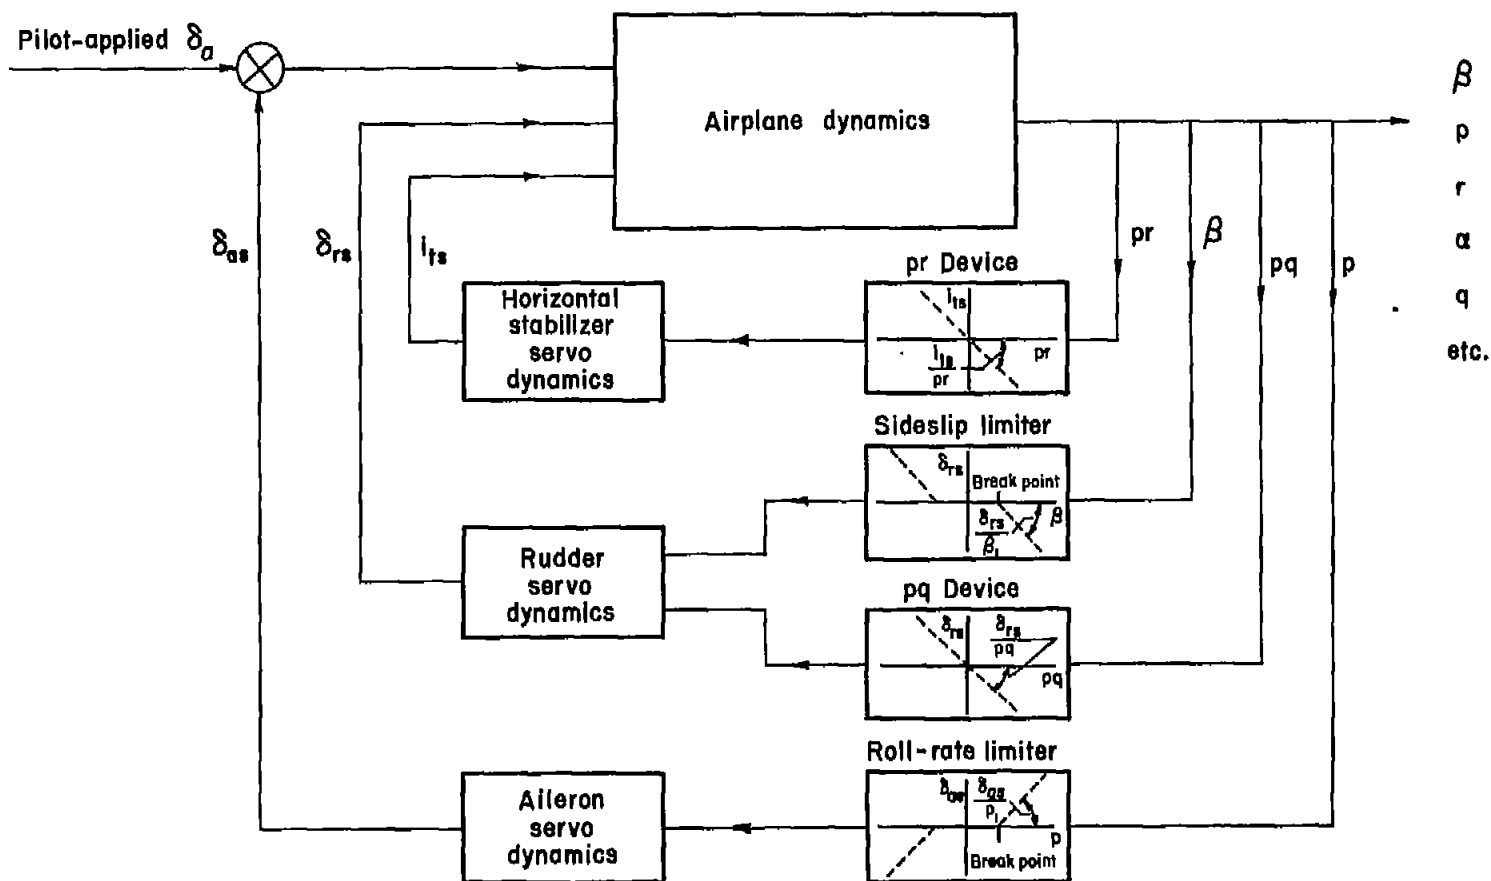 Pilot-applied δa
Airplane dynamics
β
p
r
α
q
etc.
δas
δrs
its
pr
β
pq
p
pr Device
its
pr
its/pr
Horizontal
stabilizer
servo
dynamics
Sideslip limiter
δrs
Break point
δrs/β1
β
Rudder
servo
dynamics
pq Device
δrs
δrs/pq
pq
Roll-rate limiter
δas
δas/p1
p
Break point
Aileron
servo
dynamics